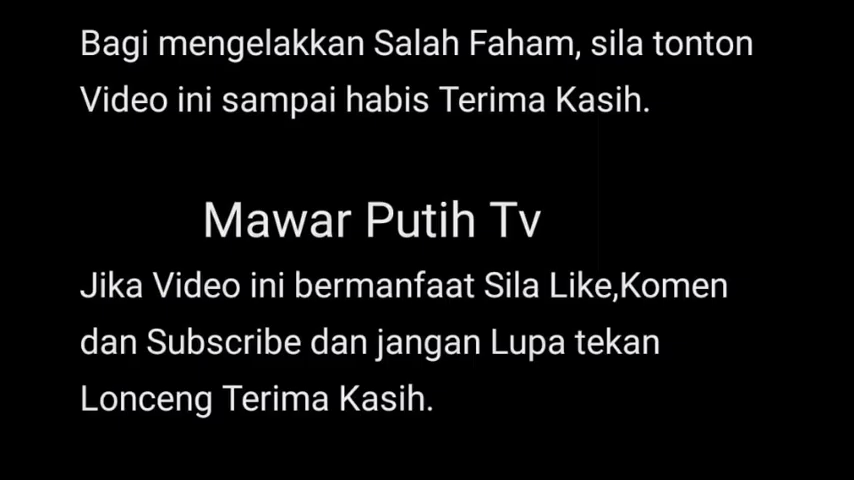 Bagi mengelakkan Salah Faham, sila tonton
Video ini sampai habis Terima Kasih.
Mawar Putih Tv
Jika Video ini bermanfaat Sila Like,Komen
dan Subscribe dan jangan Lupa tekan
Lonceng Terima Kasih.